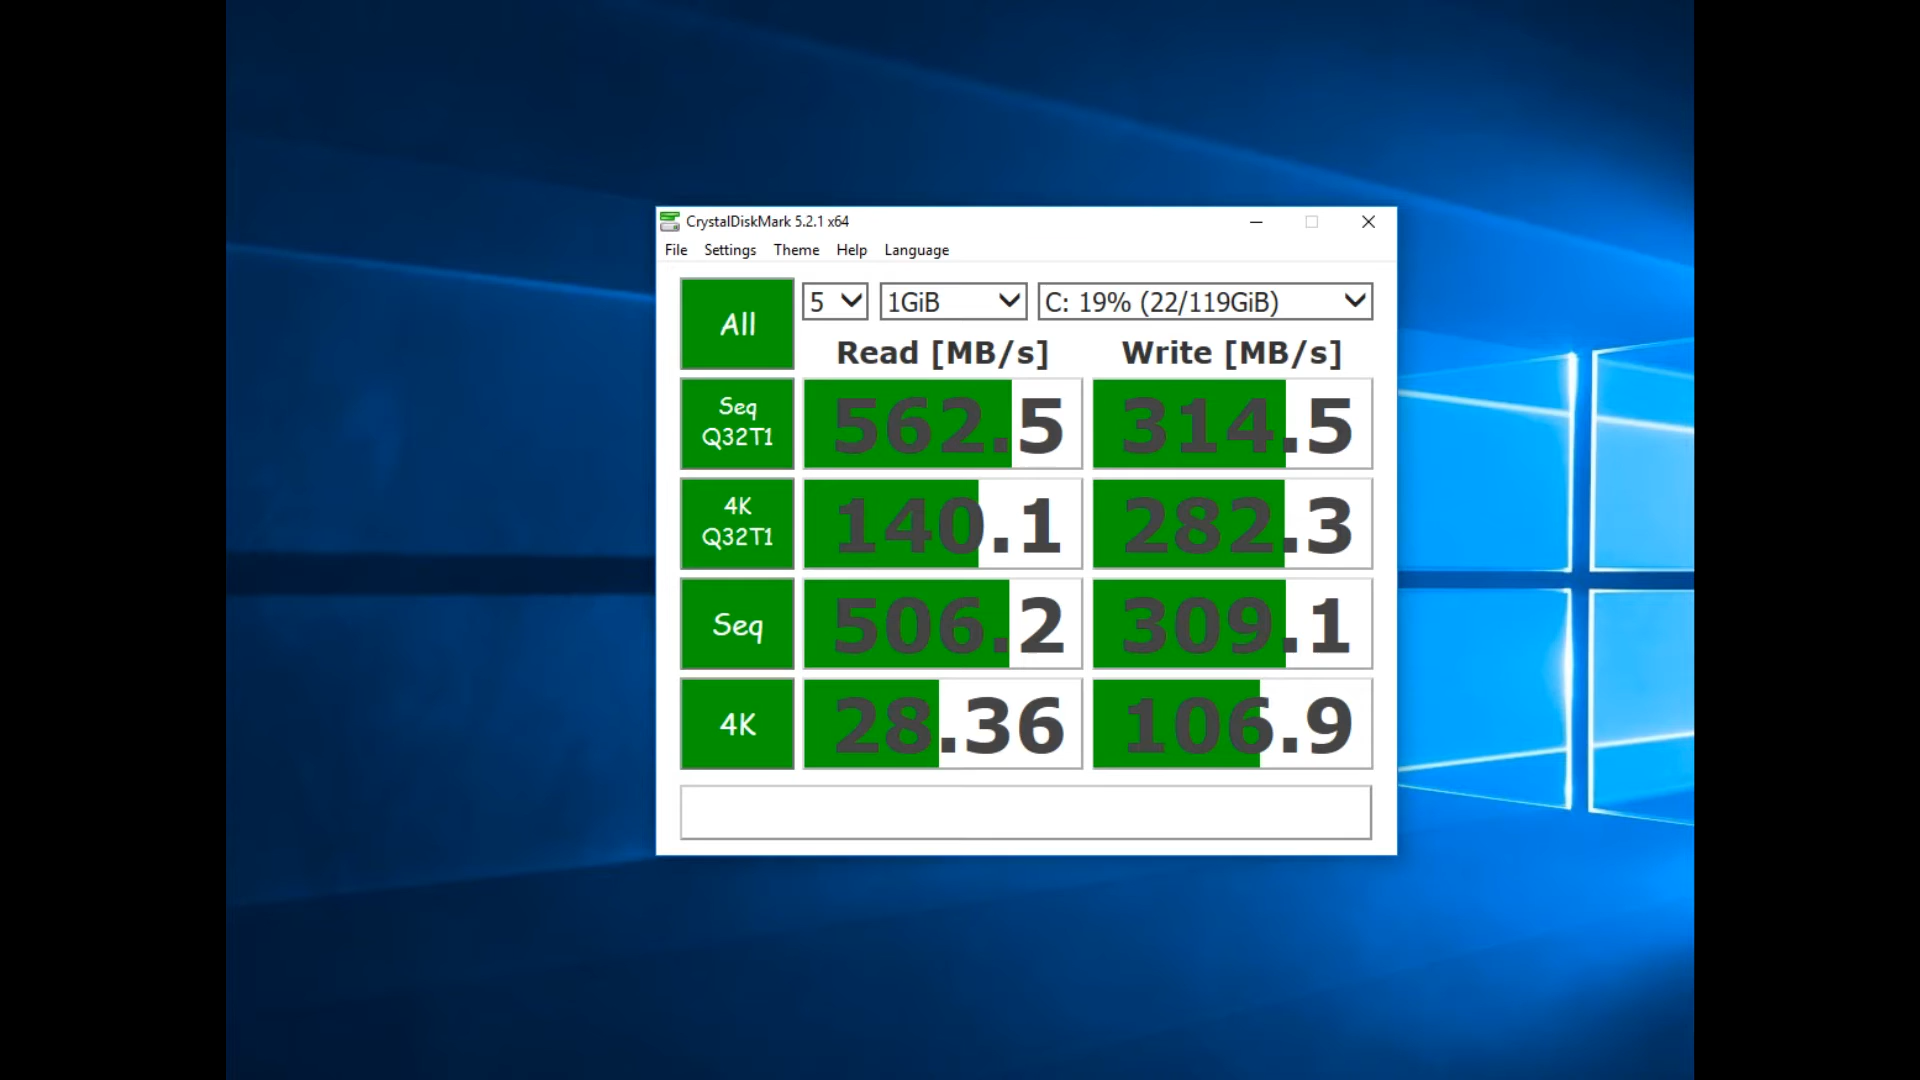 CrystalDiskMark 5.2.1 x64
File Settings Theme Help Language
All 5 1GiB C: 19% (22/119GiB)
Read [MB/s] Write [MB/s]
Seq
Q32T1
562.5 314.5
4K
Q32T1
140.1 282.3
Seq 506.2 309.1
4K 28.36 106.9